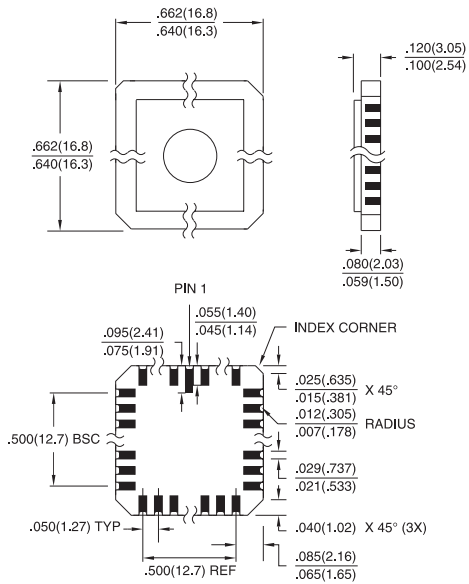 .662(16.8)
.640(16.3)
.120(3.05)
.100(2.54)
.662(16.8)
.640(16.3)
.080(2.03)
.059(1.50)
PIN 1
.055(1.40)
.045(1.14)
.095(2.41)
.075(1.91)
INDEX CORNER
.025(.635)
.015(.381)
X 45°
.012(.305)
.007(.178)
RADIUS
.500(12.7) BSC
.029(.737)
.021(.533)
.050(1.27) TYP
.040(1.02) X 45° (3X)
.500(12.7) REF
.085(2.16)
.065(1.65)